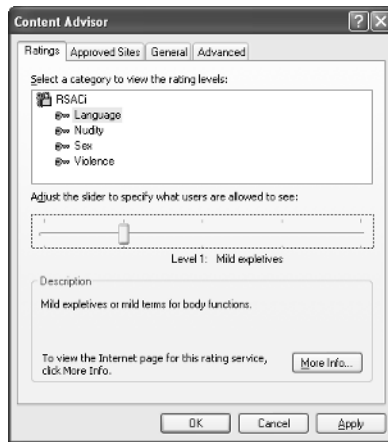 Content Advisor
Ratings Approved Sites General Advanced
Select a category to view the rating levels:
RSACi
Language
Nudity
Sex
Violence
Adjust the slider to specify what users are allowed to see:
Level 1: Mild expletives
Description
Mild expletives or mild terms for body functions.
To view the Internet page for this rating service,
click More Info.
More Info...
OK Cancel Apply